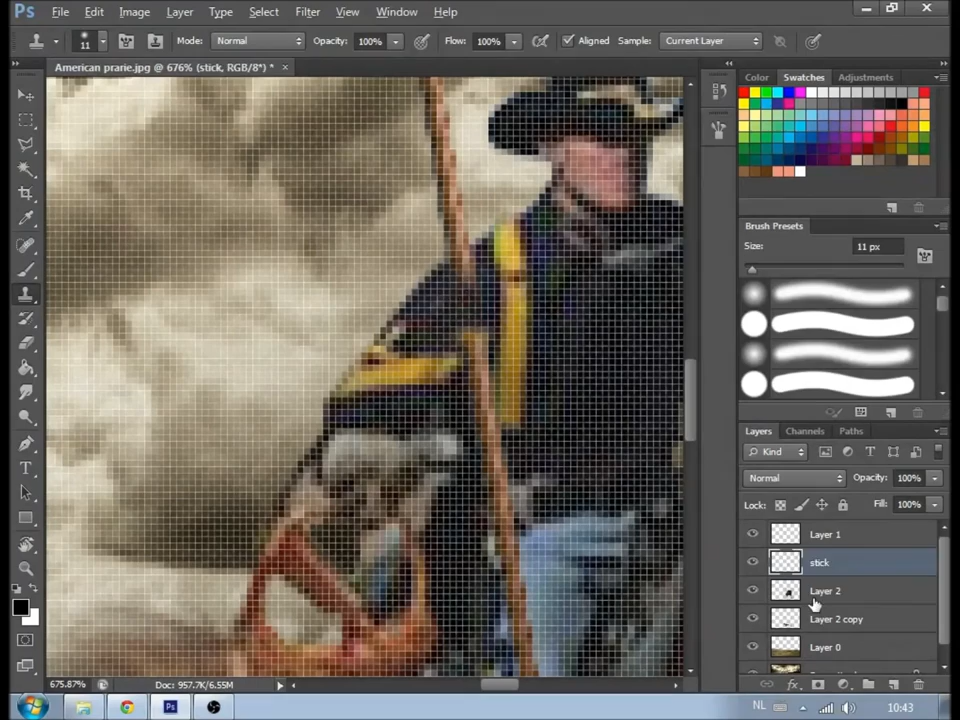 Ps File Edit Image Layer Type Select Filter View Window Help
11 Mode: Normal Opacity: 100% Flow: 100% Aligned Sample: Current Layer
American prarie.jpg @ 676% (stick, RGB/8*) * ×
Color Swatches Adjustments
Brush Presets
Size: 11 px
Layers Channels Paths
Kind
Normal Opacity: 100%
Lock: Fill: 100%
Layer 1
stick
Layer 2
Layer 2 copy
Layer 0
675.87% Doc: 957.7K/6.55M
Ps NL 10:43